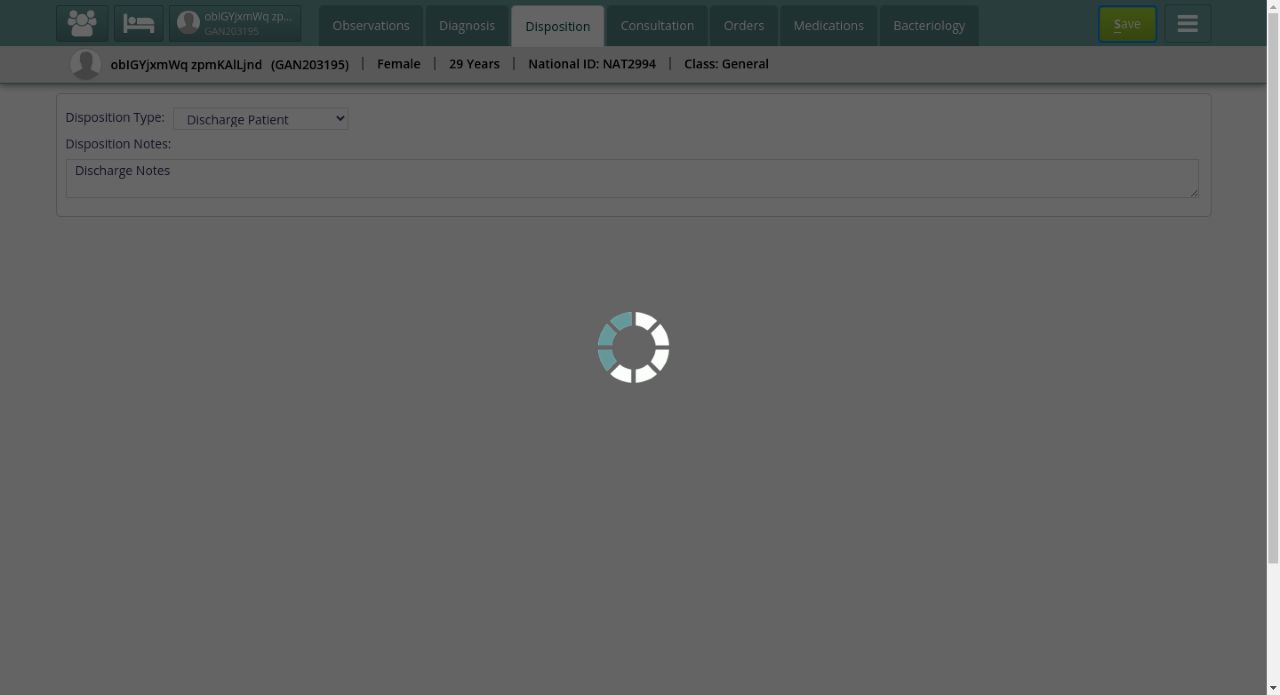 obIGYjxmWq zp...
GAN203195
Observations
Diagnosis
Disposition
Consultation
Orders
Medications
Bacteriology
Save
obIGYjxmWq zpmKAlLjnd (GAN203195) | Female | 29 Years | National ID: NAT2994 | Class: General
Disposition Type: Discharge Patient
Disposition Notes:
Discharge Notes